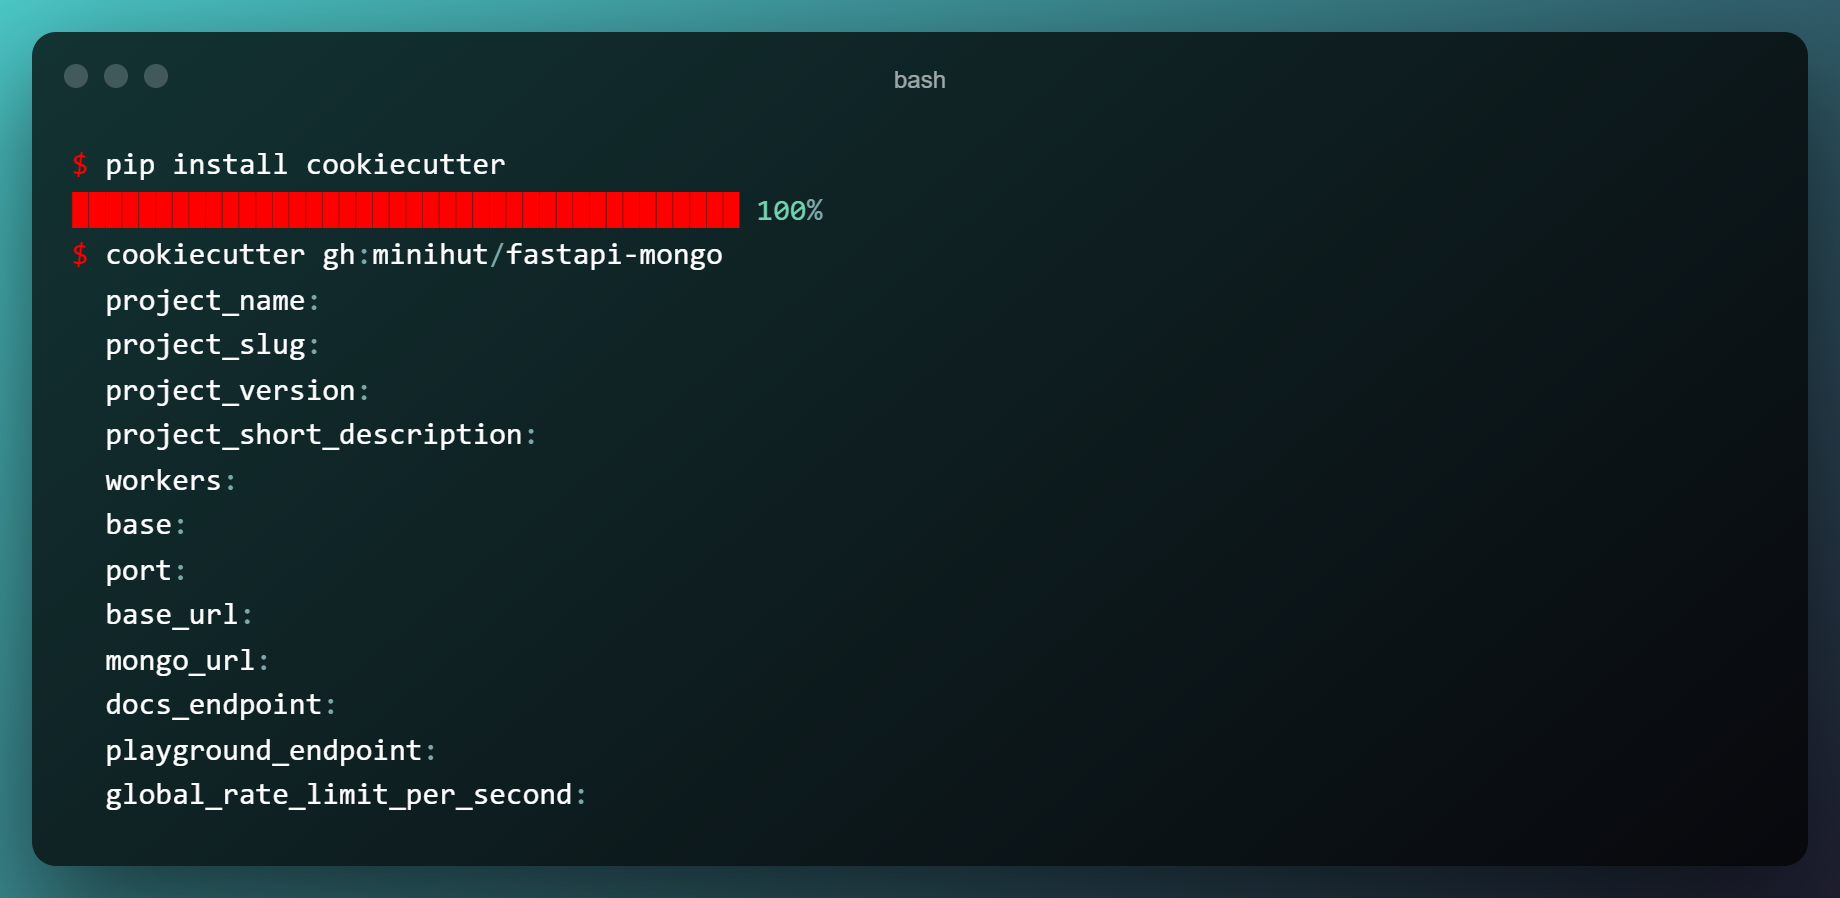 bash
$ pip install cookiecutter
100%
$ cookiecutter gh:minihut/fastapi-mongo
project_name:
project_slug:
project_version:
project_short_description:
workers:
base:
port:
base_url:
mongo_url:
docs_endpoint:
playground_endpoint:
global_rate_limit_per_second: